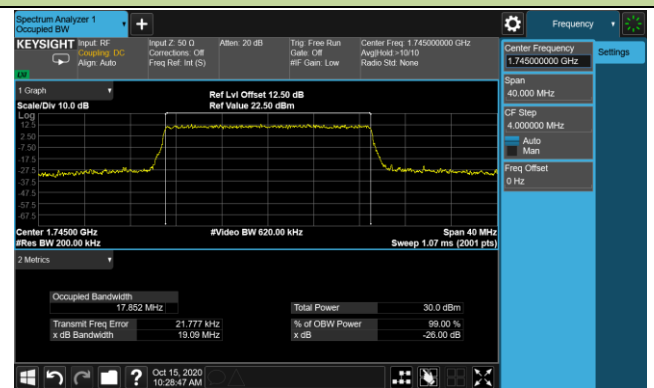 Spectrum Analyzer 1
Occupied BW
Frequency
KEYSIGHT
Input: RF
Coupling: DC
Align: Auto
Input Z: 50 Ω
Corrections: Off
Freq Ref: Int (S)
Atten: 20 dB
Trig: Free Run
Gate: Off
#IF Gain: Low
Center Freq: 1.745000000 GHz
Avg|Hold:>10/10
Radio Std: None
Center Frequency
1.745000000 GHz
Settings
Span
40.000 MHz
CF Step
4.000000 MHz
Auto
Man
Freq Offset
0 Hz
1 Graph
Scale/Div 10.0 dB
Ref Lvl Offset 12.50 dB
Ref Value 22.50 dBm
Log
12.5
2.50
-7.50
-17.5
-27.5
-37.5
-47.5
-57.5
-67.5
Center 1.74500 GHz
#Res BW 200.00 kHz
#Video BW 620.00 kHz
Span 40 MHz
Sweep 1.07 ms (2001 pts)
2 Metrics
Occupied Bandwidth
17.852 MHz
Total Power 30.0 dBm
Transmit Freq Error 21.777 kHz
% of OBW Power 99.00 %
x dB Bandwidth 19.09 MHz
x dB -26.00 dB
?
Oct 15, 2020
10:28:47 AM